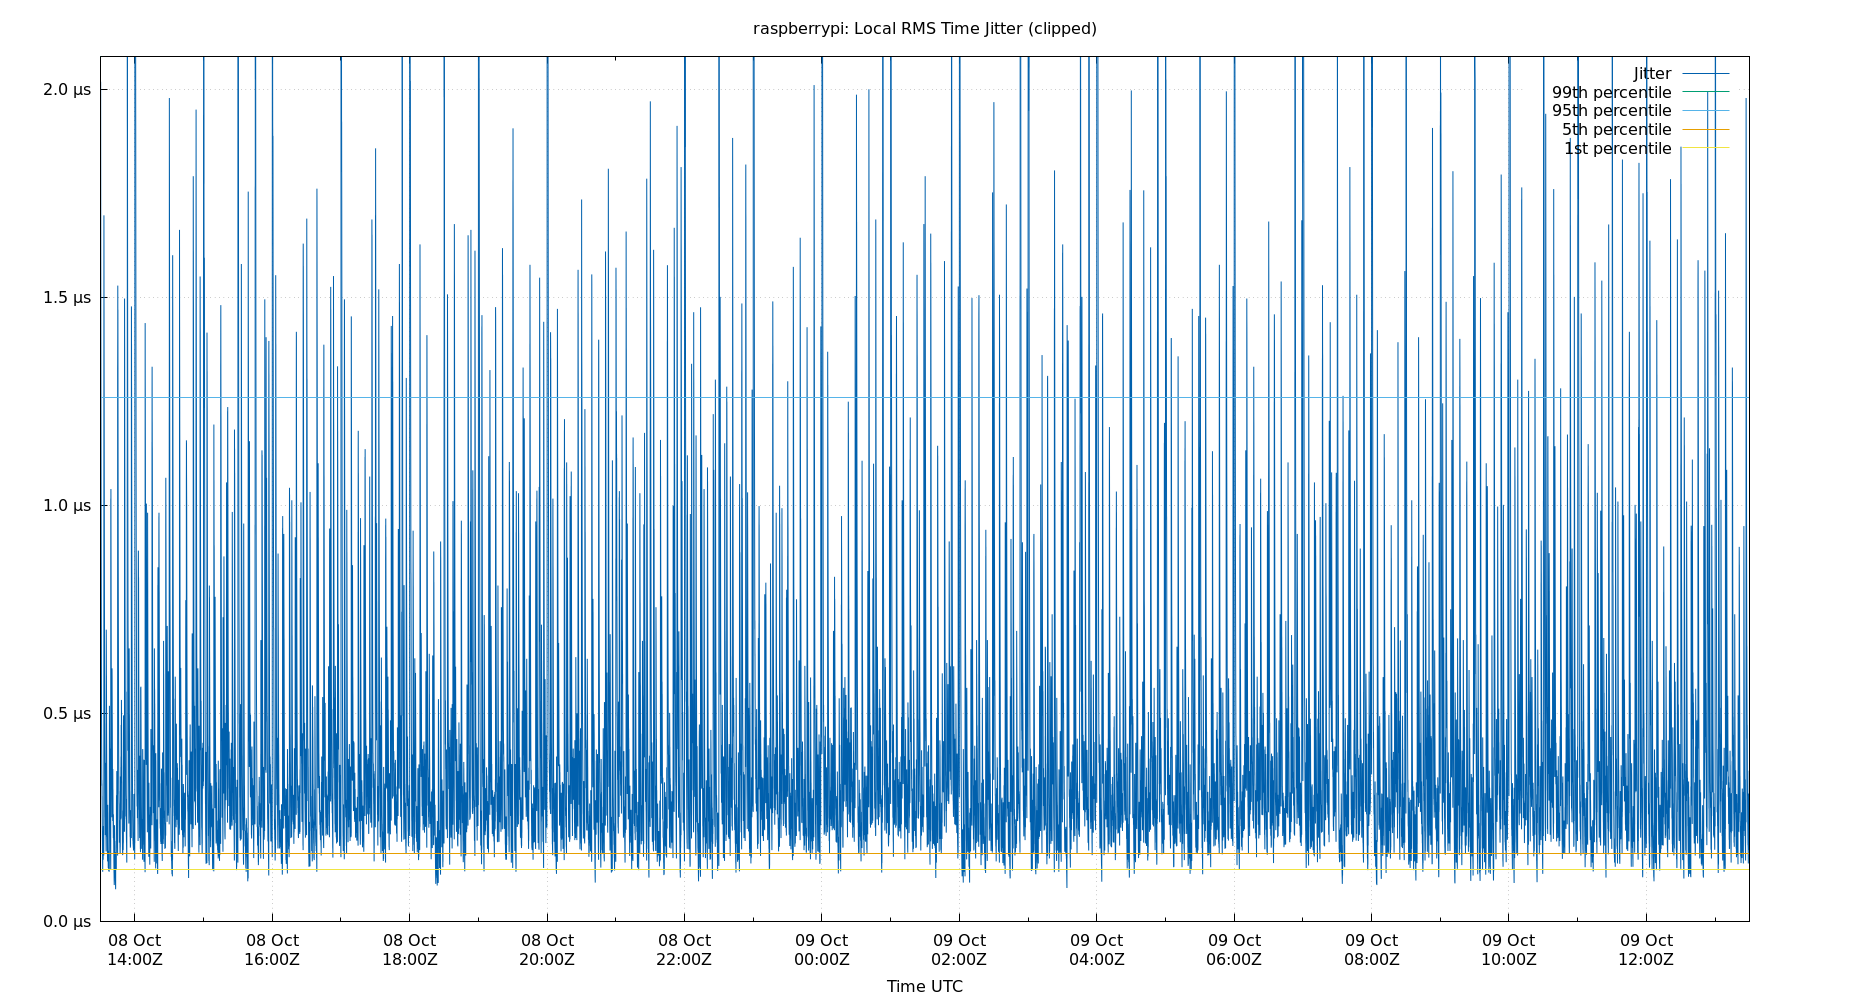 raspberrypi: Local RMS Time Jitter (clipped)
Jitter
99th percentile
95th percentile
5th percentile
1st percentile
2.0 μs
1.5 μs
1.0 μs
0.5 μs
0.0 μs
08 Oct 08 Oct 08 Oct 08 Oct 08 Oct 09 Oct 09 Oct 09 Oct 09 Oct 09 Oct 09 Oct 09 Oct
14:00Z 16:00Z 18:00Z 20:00Z 22:00Z 00:00Z 02:00Z 04:00Z 06:00Z 08:00Z 10:00Z 12:00Z
Time UTC